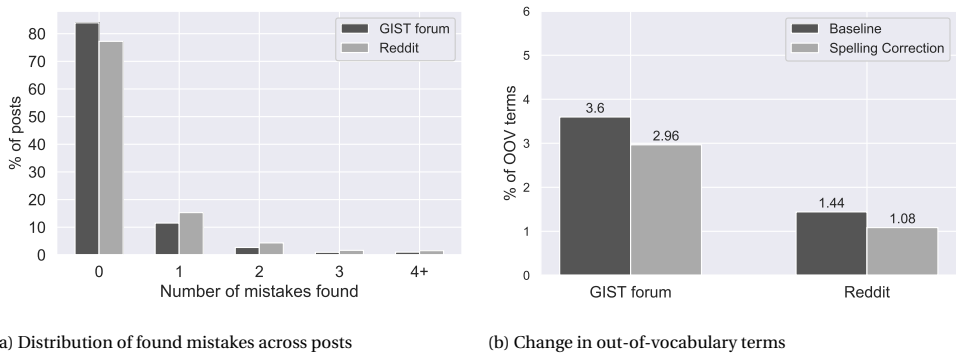 GIST forum
Reddit
% of posts
80
70
60
50
40
30
20
10
0
0 1 2 3 4+
Number of mistakes found
a) Distribution of found mistakes across posts
Baseline
Spelling Correction
% of OOV terms
6
5
4
3
2
1
0
3.6
2.96
1.44
1.08
GIST forum Reddit
(b) Change in out-of-vocabulary terms